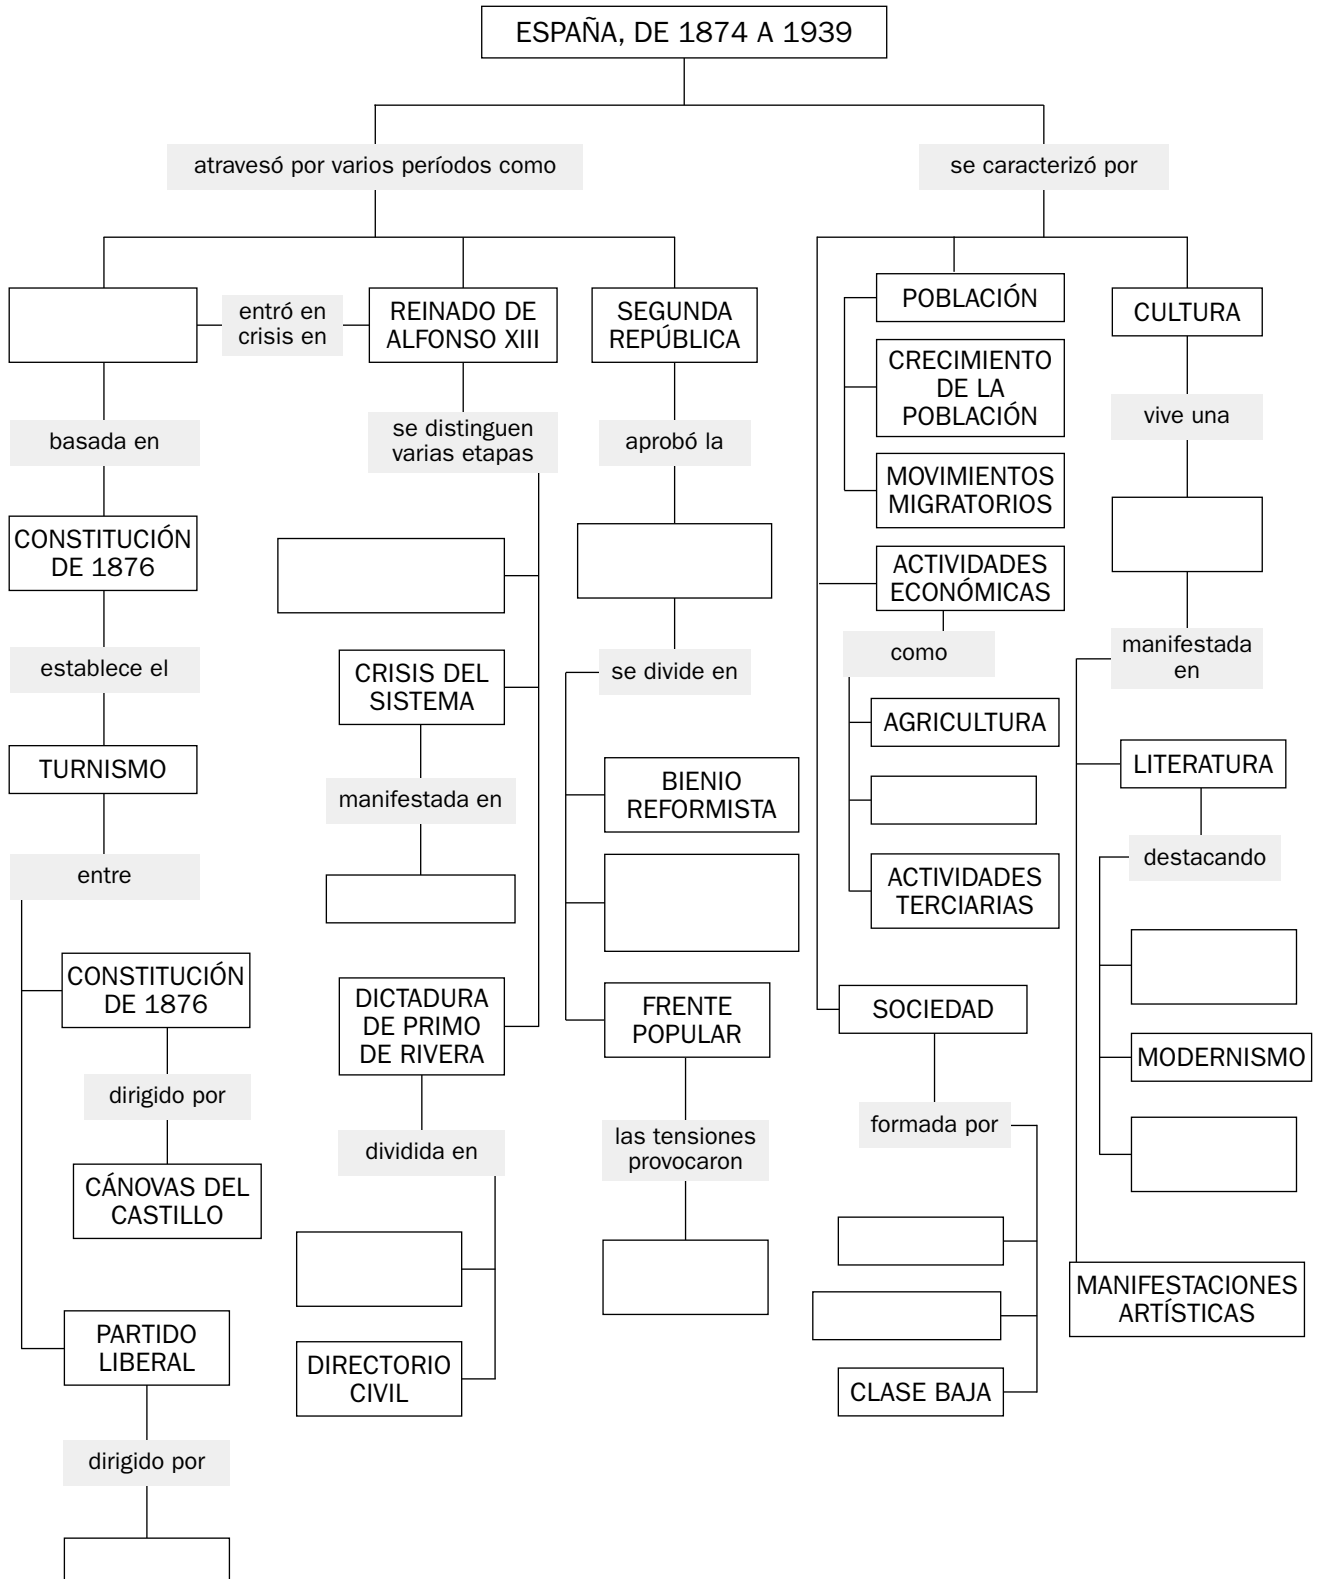 ESPAÑA, DE 1874 A 1939
atravesó por varios períodos como
se caracterizó por
entró en
crisis en
REINADO DE
ALFONSO XIII
SEGUNDA
REPÚBLICA
POBLACIÓN
CULTURA
CRECIMIENTO
DE LA
POBLACIÓN
basada en
se distinguen
varias etapas
aprobó la
vive una
MOVIMIENTOS
MIGRATORIOS
CONSTITUCIÓN
DE 1876
ACTIVIDADES
ECONÓMICAS
establece el
CRISIS DEL
SISTEMA
se divide en
como
manifestada
en
AGRICULTURA
TURNISMO
manifestada en
BIENIO
REFORMISTA
LITERATURA
entre
ACTIVIDADES
TERCIARIAS
destacando
CONSTITUCIÓN
DE 1876
DICTADURA
DE PRIMO
DE RIVERA
FRENTE
POPULAR
SOCIEDAD
MODERNISMO
dirigido por
dividida en
las tensiones
provocaron
formada por
CÁNOVAS DEL
CASTILLO
MANIFESTACIONES
ARTÍSTICAS
PARTIDO
LIBERAL
DIRECTORIO
CIVIL
CLASE BAJA
dirigido por